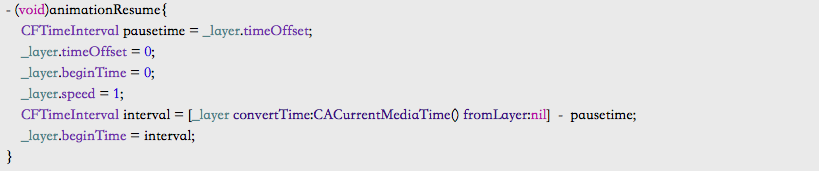 - (void)animationResume{
CFTimeInterval pausetime = _layer.timeOffset;
_layer.timeOffset = 0;
_layer.beginTime = 0;
_layer.speed = 1;
CFTimeInterval interval = [_layer convertTime:CACurrentMediaTime() fromLayer:nil] - pausetime;
_layer.beginTime = interval;
}